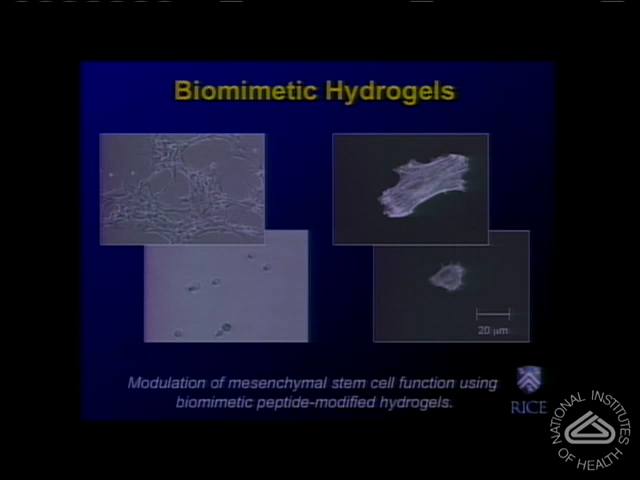 Biomimetic Hydrogels
20 µm
Modulation of mesenchymal stem cell function using
biomimetic peptide-modified hydrogels.
RICE
NATIONAL INSTITUTES
OF HEALTH